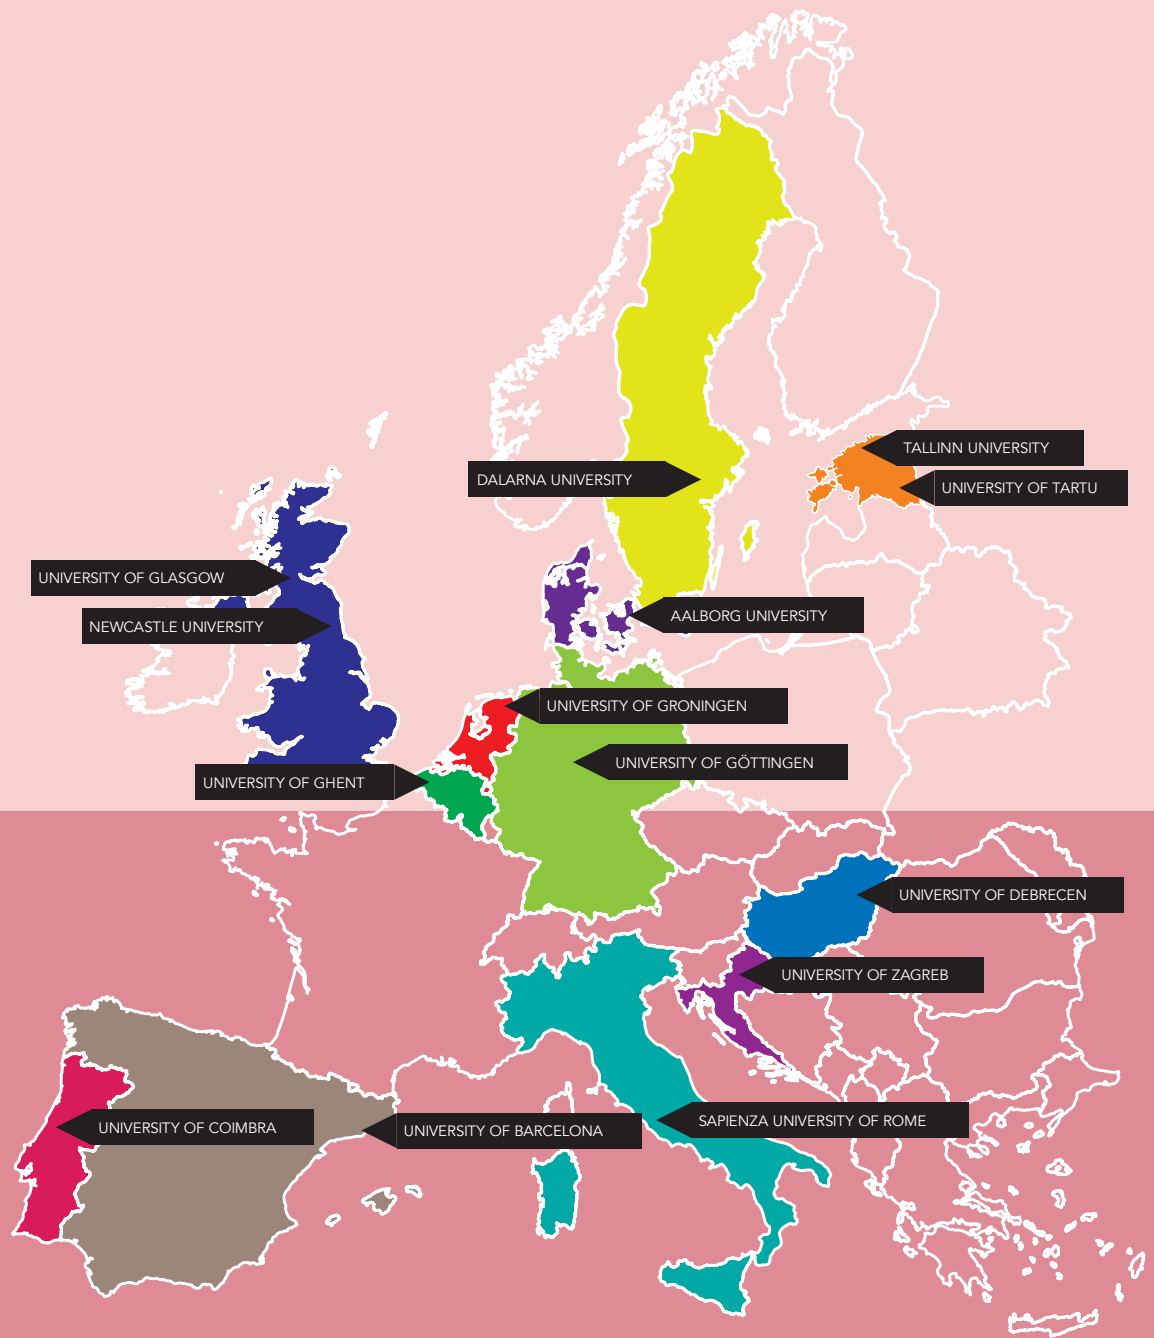 TALLINN UNIVERSITY
DALARNA UNIVERSITY
UNIVERSITY OF TARTU
UNIVERSITY OF GLASGOW
NEWCASTLE UNIVERSITY
AALBORG UNIVERSITY
UNIVERSITY OF GRONINGEN
UNIVERSITY OF GÖTTINGEN
UNIVERSITY OF GHENT
UNIVERSITY OF DEBRECEN
UNIVERSITY OF ZAGREB
SAPIENZA UNIVERSITY OF ROME
UNIVERSITY OF COIMBRA
UNIVERSITY OF BARCELONA